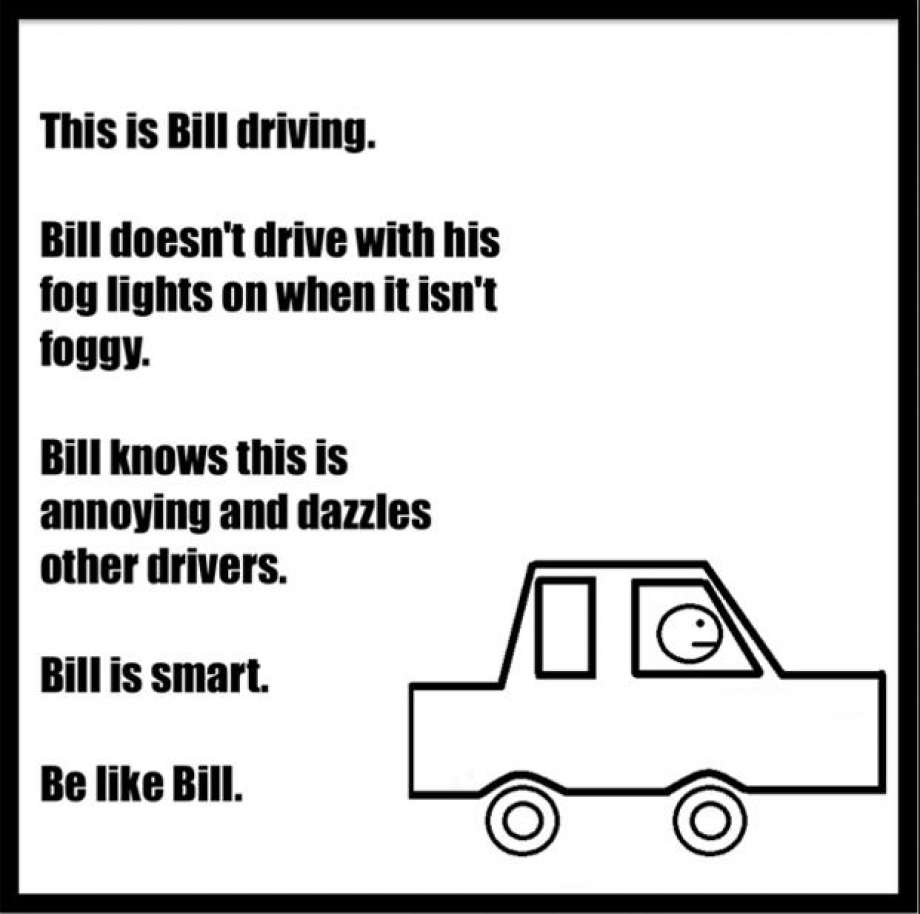 This is Bill driving.
Bill doesn't drive with his
fog lights on when it isn't
foggy.
Bill knows this is
annoying and dazzles
other drivers.
Bill is smart.
Be like Bill.